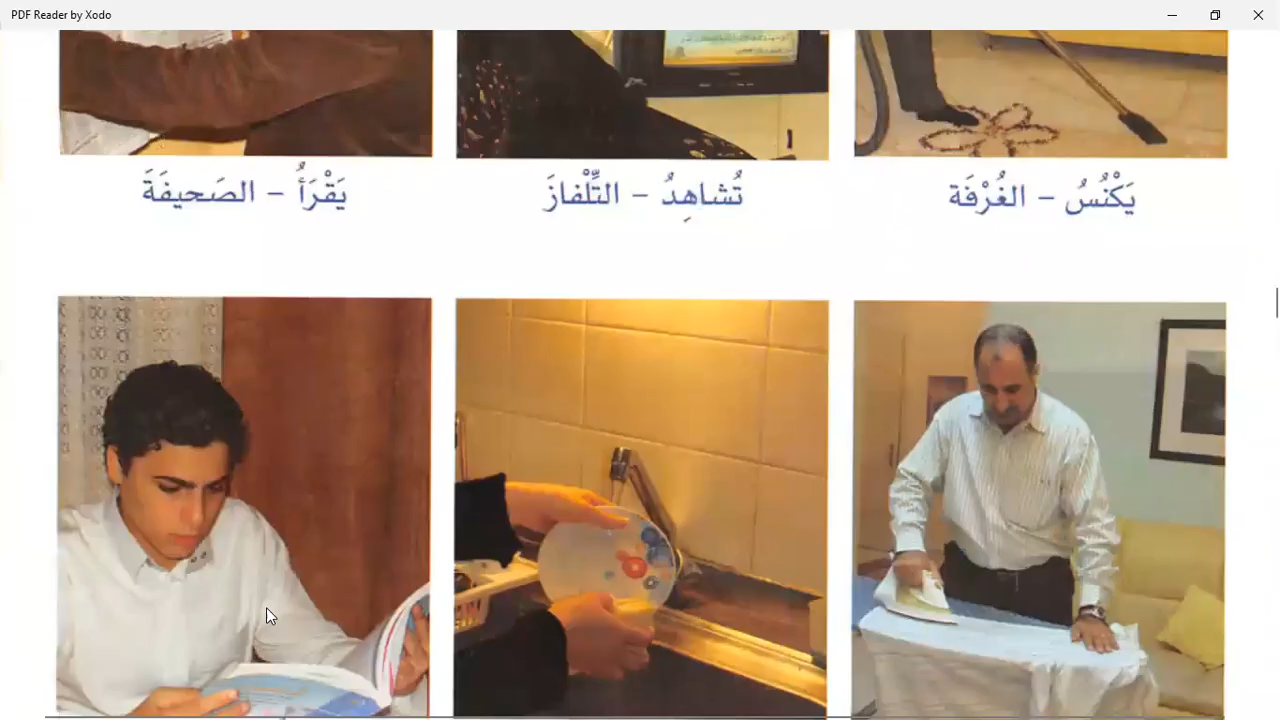 PDF Reader by Xodo
يَكْنُسُ – الغُرْفَة
تُشاهِدُ – التِّلْفازَ
يَقْرَأُ – الصَحيفَةَ